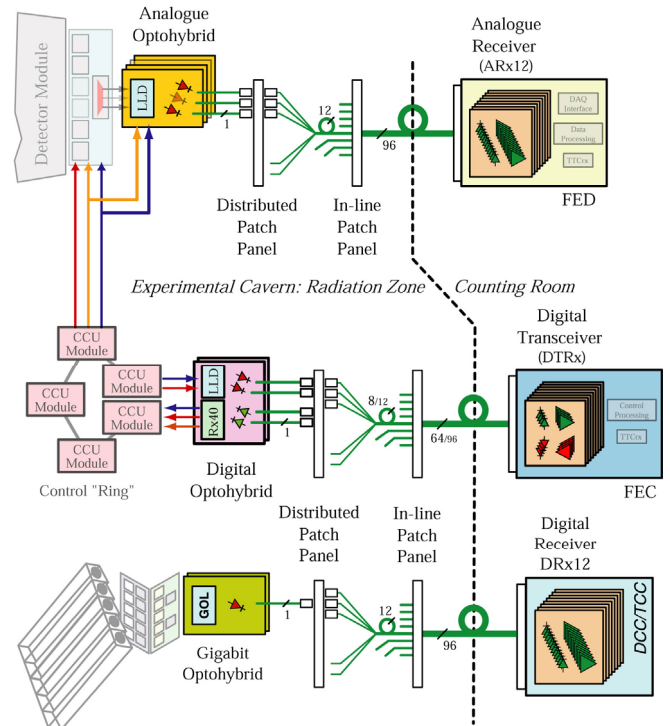 Analogue
Optohybrid
Detector Module
LLD
1
12
96
Distributed
Patch
Panel
In-line
Patch
Panel
Analogue
Receiver
(ARx12)
DAQ
Interface
Data
Processing
TTCrx
FED
Experimental Cavern: Radiation Zone
Counting Room
CCU
Module
CCU
Module
CCU
Module
CCU
Module
CCU
Module
Control "Ring"
LLD
Rx40
1
Digital
Optohybrid
8/12
64/96
Digital
Transceiver
(DTRx)
Control
Processing
TTCrx
FEC
Distributed
Patch
Panel
In-line
Patch
Panel
Digital
Receiver
DRx12
GOL
1
12
96
DCC/TCC
Gigabit
Optohybrid